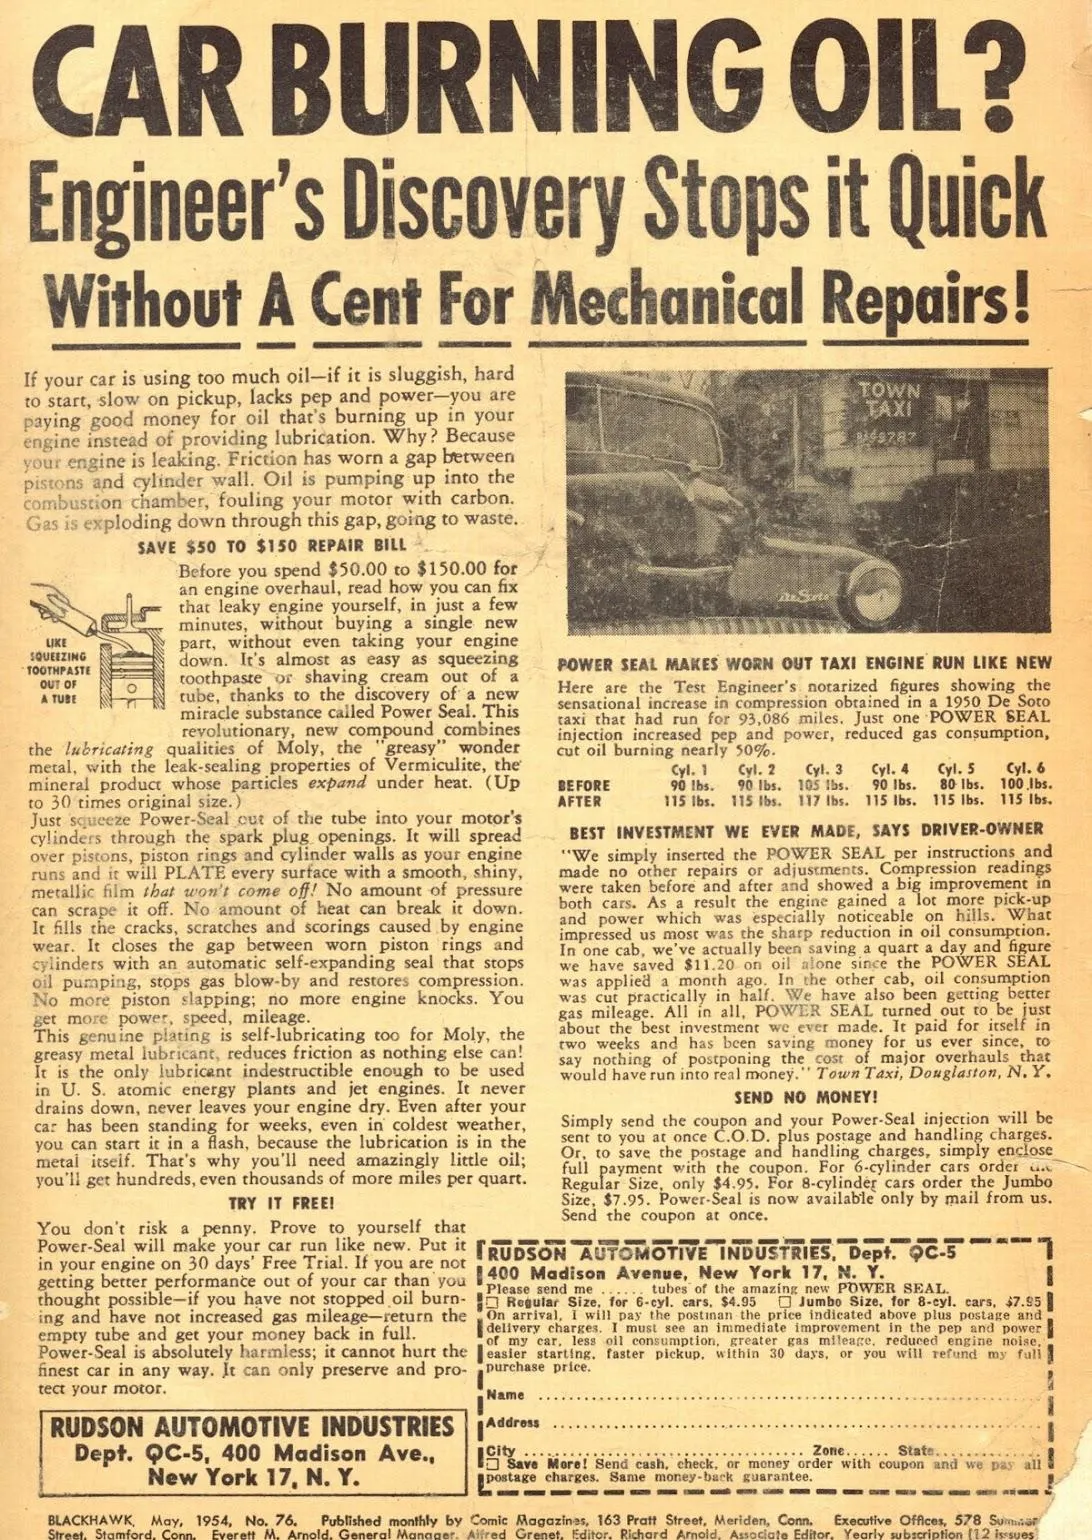 CAR BURNING OIL?
Engineer's Discovery Stops it Quick
Without A Cent For Mechanical Repairs!
If your car is using too much oil—if it is sluggish, hard
to start, slow on pickup, lacks pep and power—you are
paying good money for oil that's burning up in your
engine instead of providing lubrication. Why? Because
your engine is leaking. Friction has worn a gap between
pistons and cylinder wall. Oil is pumping up into the
combustion chamber, fouling your motor with carbon.
Gas is exploding down through this gap, going to waste.
SAVE $50 TO $150 REPAIR BILL
Before you spend $50.00 to $150.00 for
an engine overhaul, read how you can fix
that leaky engine yourself, in just a few
minutes, without buying a single new
part, without even taking your engine
down. It's almost as easy as squeezing
toothpaste or shaving cream out of a
tube, thanks to the discovery of a new
miracle substance called Power Seal. This
revolutionary, new compound combines
the lubricating qualities of Moly, the "greasy" wonder
metal, with the leak-sealing properties of Vermiculite, the
mineral product whose particles expand under heat. (Up
to 30 times original size.)
LIKE
SQUEEZING
TOOTHPASTE
OUT OF
A TUBE
Just squeeze Power-Seal out of the tube into your motor's
cylinders through the spark plug openings. It will spread
over pistons, piston rings and cylinder walls as your engine
runs and it will PLATE every surface with a smooth, shiny,
metallic film that won't come off! No amount of pressure
can scrape it off. No amount of heat can break it down.
It fills the cracks, scratches and scorings caused by engine
wear. It closes the gap between worn piston rings and
cylinders with an automatic self-expanding seal that stops
oil pumping, stops gas blow-by and restores compression.
No more piston slapping; no more engine knocks. You
get more power, speed, mileage.
This genuine plating is self-lubricating too for Moly, the
greasy metal lubricant, reduces friction as nothing else can!
It is the only lubricant indestructible enough to be used
in U. S. atomic energy plants and jet engines. It never
drains down, never leaves your engine dry. Even after your
car has been standing for weeks, even in coldest weather,
you can start it in a flash, because the lubrication is in the
metal itself. That's why you'll need amazingly little oil;
you'll get hundreds, even thousands of more miles per quart.
TRY IT FREE!
You don't risk a penny. Prove to yourself that
Power-Seal will make your car run like new. Put it
in your engine on 30 days' Free Trial. If you are not
getting better performance out of your car than you
thought possible—if you have not stopped oil burn-
ing and have not increased gas mileage—return the
empty tube and get your money back in full.
Power-Seal is absolutely harmless; it cannot hurt the
finest car in any way. It can only preserve and pro-
tect your motor.
RUDSON AUTOMOTIVE INDUSTRIES
Dept. QC-5, 400 Madison Ave.,
New York 17, N. Y.
TOWN
TAXI
De Soto
POWER SEAL MAKES WORN OUT TAXI ENGINE RUN LIKE NEW
Here are the Test Engineer's notarized figures showing the
sensational increase in compression obtained in a 1950 De Soto
taxi that had run for 93,086 miles. Just one POWER SEAL
injection increased pep and power, reduced gas consumption,
cut oil burning nearly 50%.
Cyl. 1 Cyl. 2 Cyl. 3 Cyl. 4 Cyl. 5 Cyl. 6
BEFORE 90 lbs. 90 lbs. 105 lbs. 90 lbs. 80 lbs. 100 lbs.
AFTER 115 lbs. 115 lbs. 117 lbs. 115 lbs. 115 lbs. 115 lbs.
BEST INVESTMENT WE EVER MADE, SAYS DRIVER-OWNER
"We simply inserted the POWER SEAL per instructions and
made no other repairs or adjustments. Compression readings
were taken before and after and showed a big improvement in
both cars. As a result the engine gained a lot more pick-up
and power which was especially noticeable on hills. What
impressed us most was the sharp reduction in oil consumption.
In one cab, we've actually been saving a quart a day and figure
we have saved $11.20 on oil alone since the POWER SEAL
was applied a month ago. In the other cab, oil consumption
was cut practically in half. We have also been getting better
gas mileage. All in all, POWER SEAL turned out to be just
about the best investment we ever made. It paid for itself in
two weeks and has been saving money for us ever since, to
say nothing of postponing the cost of major overhauls that
would have run into real money." Town Taxi, Douglaston, N. Y.
SEND NO MONEY!
Simply send the coupon and your Power-Seal injection will be
sent to you at once C.O.D. plus postage and handling charges.
Or, to save the postage and handling charges, simply enclose
full payment with the coupon. For 6-cylinder cars order the
Regular Size, only $4.95. For 8-cylinder cars order the Jumbo
Size, $7.95. Power-Seal is now available only by mail from us.
Send the coupon at once.
RUDSON AUTOMOTIVE INDUSTRIES, Dept. QC-5
400 Madison Avenue, New York 17, N. Y.
Please send me ...... tubes of the amazing new POWER SEAL.
□ Regular Size, for 6-cyl. cars, $4.95 □ Jumbo Size, for 8-cyl. cars, $7.95
On arrival, I will pay the postman the price indicated above plus postage and
delivery charges. I must see an immediate improvement in the pep and power
of my car, less oil consumption, greater gas mileage, reduced engine noise,
easier starting, faster pickup, within 30 days, or you will refund my full
purchase price.
Name
Address
City Zone State
□ Save More! Send cash, check, or money order with coupon and we pay all
postage charges. Same money-back guarantee.
BLACKHAWK, May, 1954, No. 76. Published monthly by Comic Magazines, 163 Pratt Street, Meriden, Conn. Executive Offices, 578 Summer
Street, Stamford, Conn. Everett M. Arnold, General Manager. Alfred Grenet, Editor. Richard Arnold, Associate Editor. Yearly subscription (12 issues)